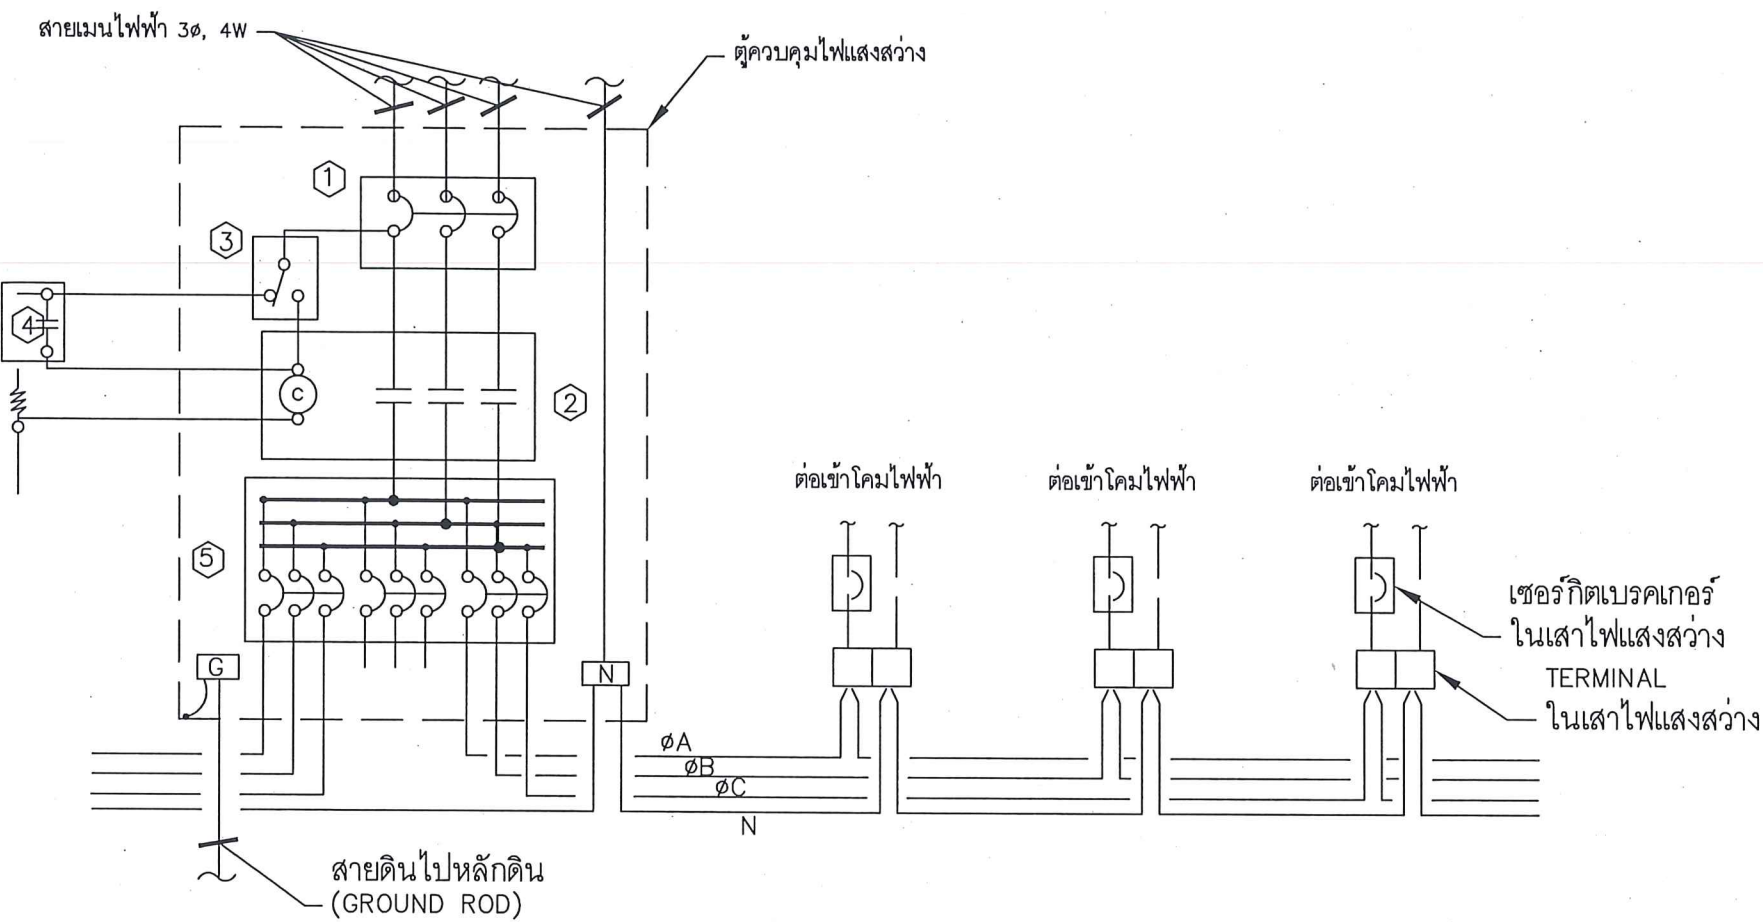 สายเมนไฟฟ้า 3ø, 4W
ตู้ควบคุมไฟแสงสว่าง
1
3
4
C
2
5
G
N
ต่อเข้าโคมไฟฟ้า
ต่อเข้าโคมไฟฟ้า
ต่อเข้าโคมไฟฟ้า
เซอร์กิตเบรคเกอร์
ในเสาไฟแสงสว่าง
TERMINAL
ในเสาไฟแสงสว่าง
øA
øB
øC
N
สายดินไปหลักดิน
(GROUND ROD)